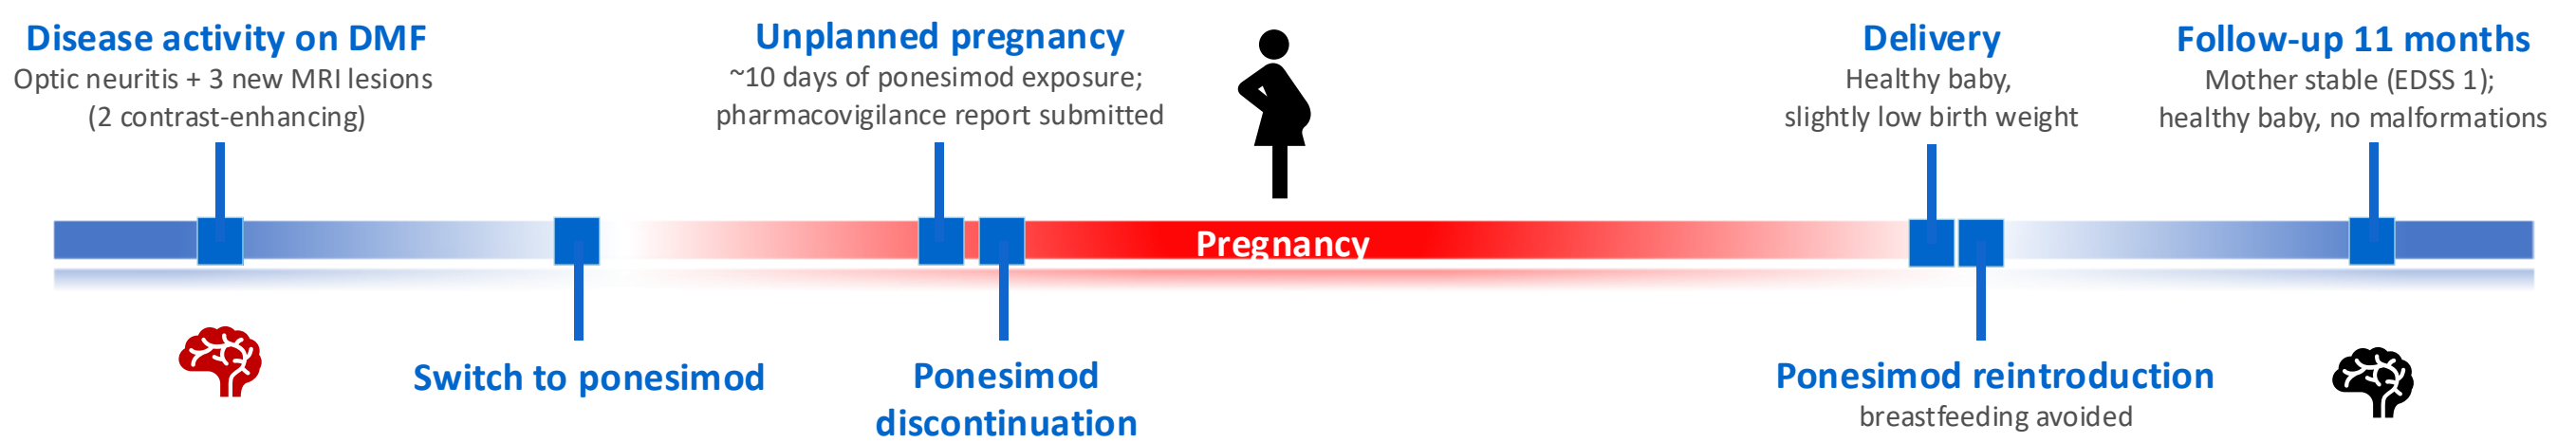 Disease activity on DMF
Optic neuritis + 3 new MRI lesions
(2 contrast-enhancing)
Unplanned pregnancy
~10 days of ponesimod exposure;
pharmacovigilance report submitted
Delivery
Healthy baby,
slightly low birth weight
Follow-up 11 months
Mother stable (EDSS 1);
healthy baby, no malformations
Pregnancy
Switch to ponesimod
Ponesimod
discontinuation
Ponesimod reintroduction
breastfeeding avoided